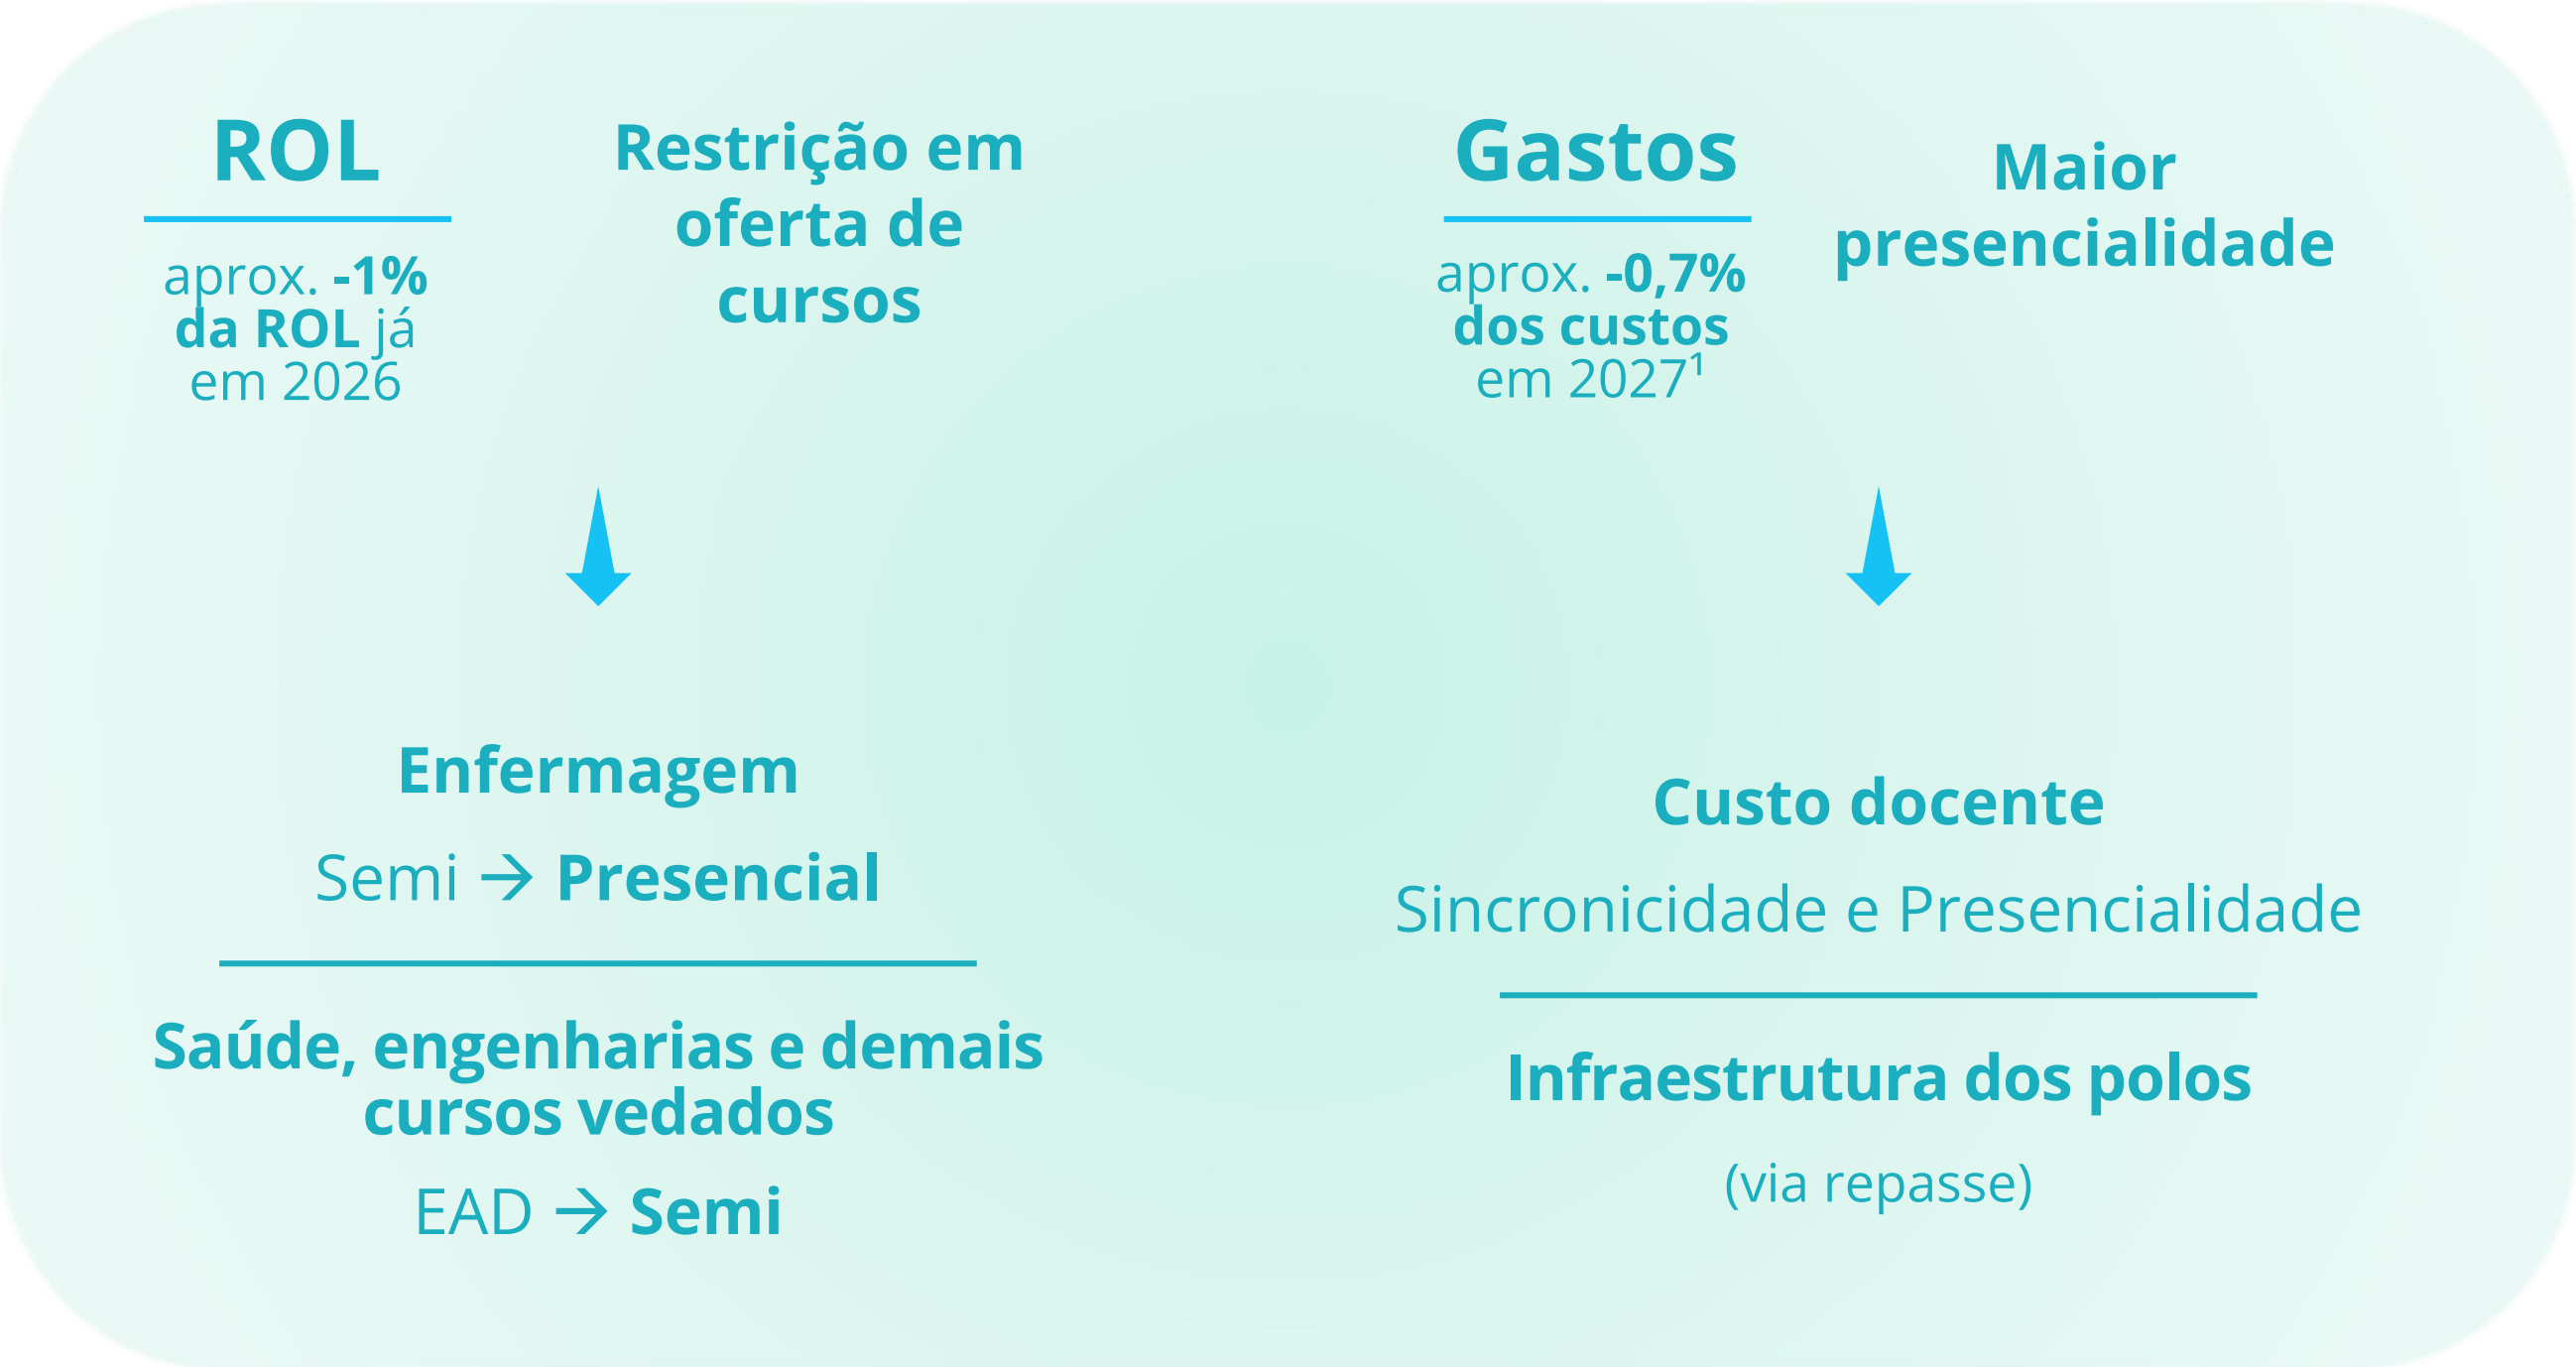 ROL
aprox. -1%
da ROL já
em 2026
Restrição em
oferta de
cursos
Enfermagem
Semi → Presencial
Saúde, engenharias e demais
cursos vedados
EAD → Semi
Gastos
aprox. -0,7%
dos custos
em 2027¹
Maior
presencialidade
Custo docente
Sincronicidade e Presencialidade
Infraestrutura dos polos
(via repasse)